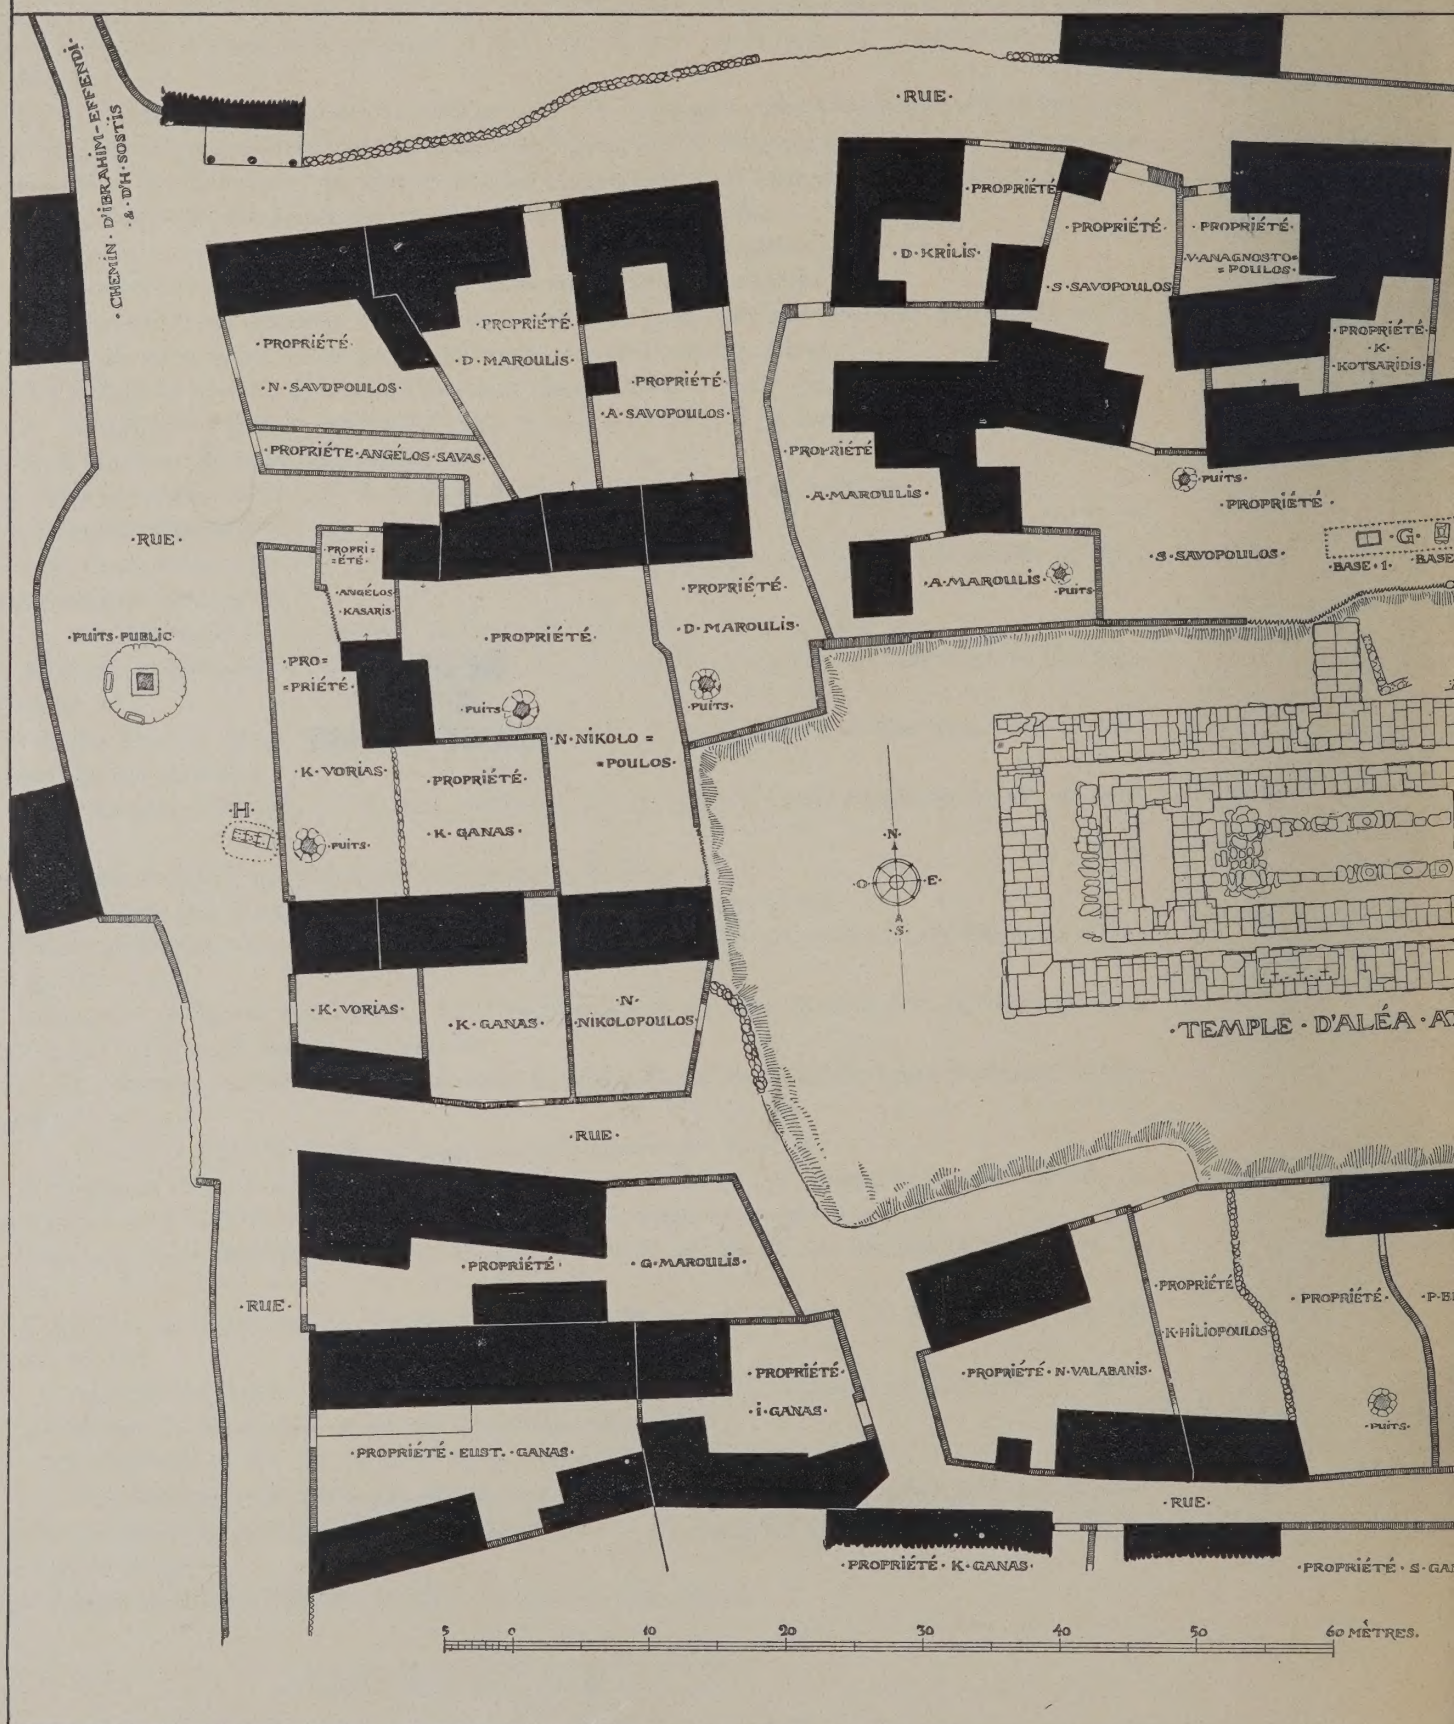 ·CHEMIN·D'IBRAHIM-EFFENDI·
·&·D'H·SOSTIS
·RUE·
·PROPRIÉTÉ
·D·KRILIS·
·PROPRIÉTÉ·
·S·SAVOPOULOS
·PROPRIÉTÉ·
·V·ANAGNOSTO=
=POULOS·
·PROPRIÉTÉ·
·K·
·KOTSARIDIS·
·PROPRIÉTÉ·
·N·SAVOPOULOS·
·PROPRIÉTÉ·
·D·MAROULIS·
·PROPRIÉTÉ·
·A·SAVOPOULOS·
·PROPRIÉTE·ANGÉLOS·SAVAS·
·PROPRIÉTÉ
·A·MAROULIS·
·PUITS·
·PROPRIÉTÉ·
·S·SAVOPOULOS·
·G·
·BASE·1·
·BASE
·A·MAROULIS·
·PUITS·
·RUE·
·PROPRI=
=ÉTÉ·
·ANGÉLOS
KASARIS·
·PROPRIÉTÉ·
·D·MAROULIS·
·PUITS·
·PUITS·PUBLIC·
·PROPRIÉTÉ·
·PUITS·
·N·NIKOLO=
=POULOS·
·PRO=
=PRIÉTÉ·
·K·VORIAS·
·PUITS·
·H·
·PROPRIÉTÉ·
·K·GANAS·
·N·
·O·
·E·
·S·
·K·VORIAS·
·K·GANAS·
·N·
·NIKOLOPOULOS·
·TEMPLE·D'ALÉA·AT
·RUE·
·PROPRIÉTÉ·
·G·MAROULIS·
·RUE·
·PROPRIÉTÉ·
·I·GANAS·
·PROPRIÉTÉ·EUST.·GANAS·
·PROPRIÉTÉ·N·VALABANIS·
·PROPRIÉTÉ
·K·HILIOPOULOS·
·PROPRIÉTÉ·
·PUITS·
·RUE·
·PROPRIÉTÉ·K·GANAS·
·PROPRIÉTÉ·S·GAN
5 0 10 20 30 40 50 60 MÈTRES.